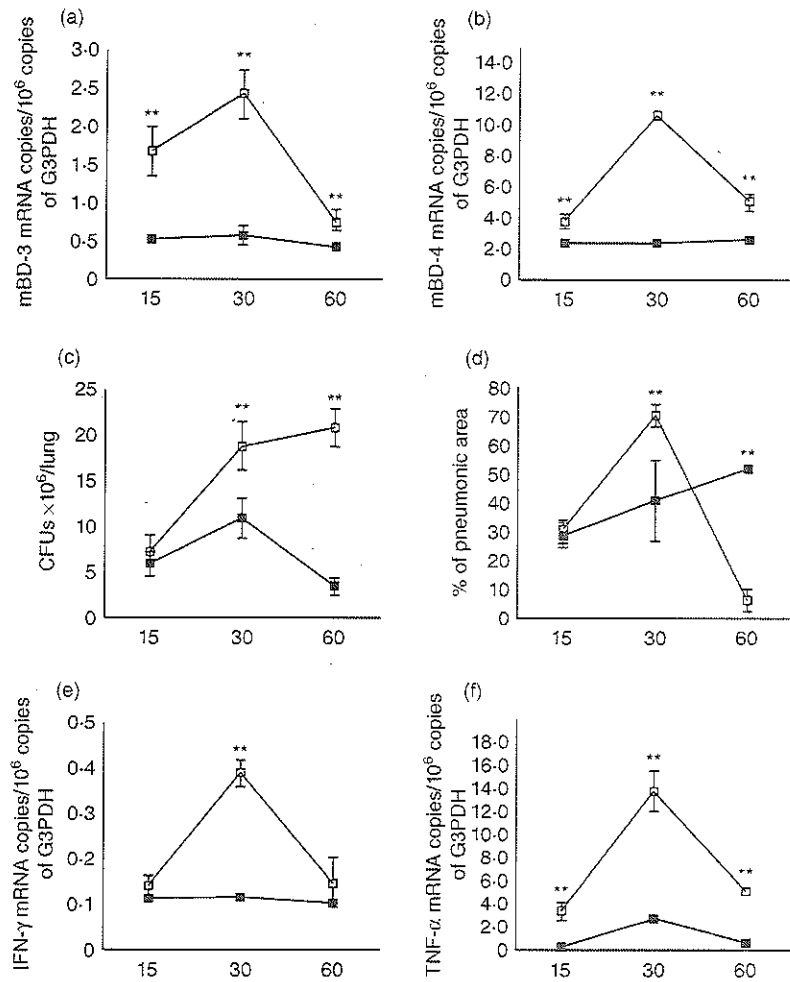 (a)
mBD-3 mRNA copies/10⁶ copies
of G3PDH
3·0
2·5
2·0
1·5
1·0
0·5
0
**
**
**
15 30 60
(b)
mBD-4 mRNA copies/10⁶ copies
of G3PDH
14·0
12·0
10·0
8·0
6·0
4·0
2·0
0
**
**
**
15 30 60
(c)
CFUs ×10⁶/lung
25
20
15
10
5
0
**
**
15 30 60
(d)
% of pneumonic area
80
70
60
50
40
30
20
10
0
**
**
15 30 60
(e)
IFN-γ mRNA copies/10⁶ copies
of G3PDH
0·5
0·4
0·3
0·2
0·1
0
**
15 30 60
(f)
TNF-α mRNA copies/10⁶ copies
of G3PDH
18·0
16·0
14·0
12·0
10·0
8·0
6·0
4·0
2·0
0
**
**
**
15 30 60